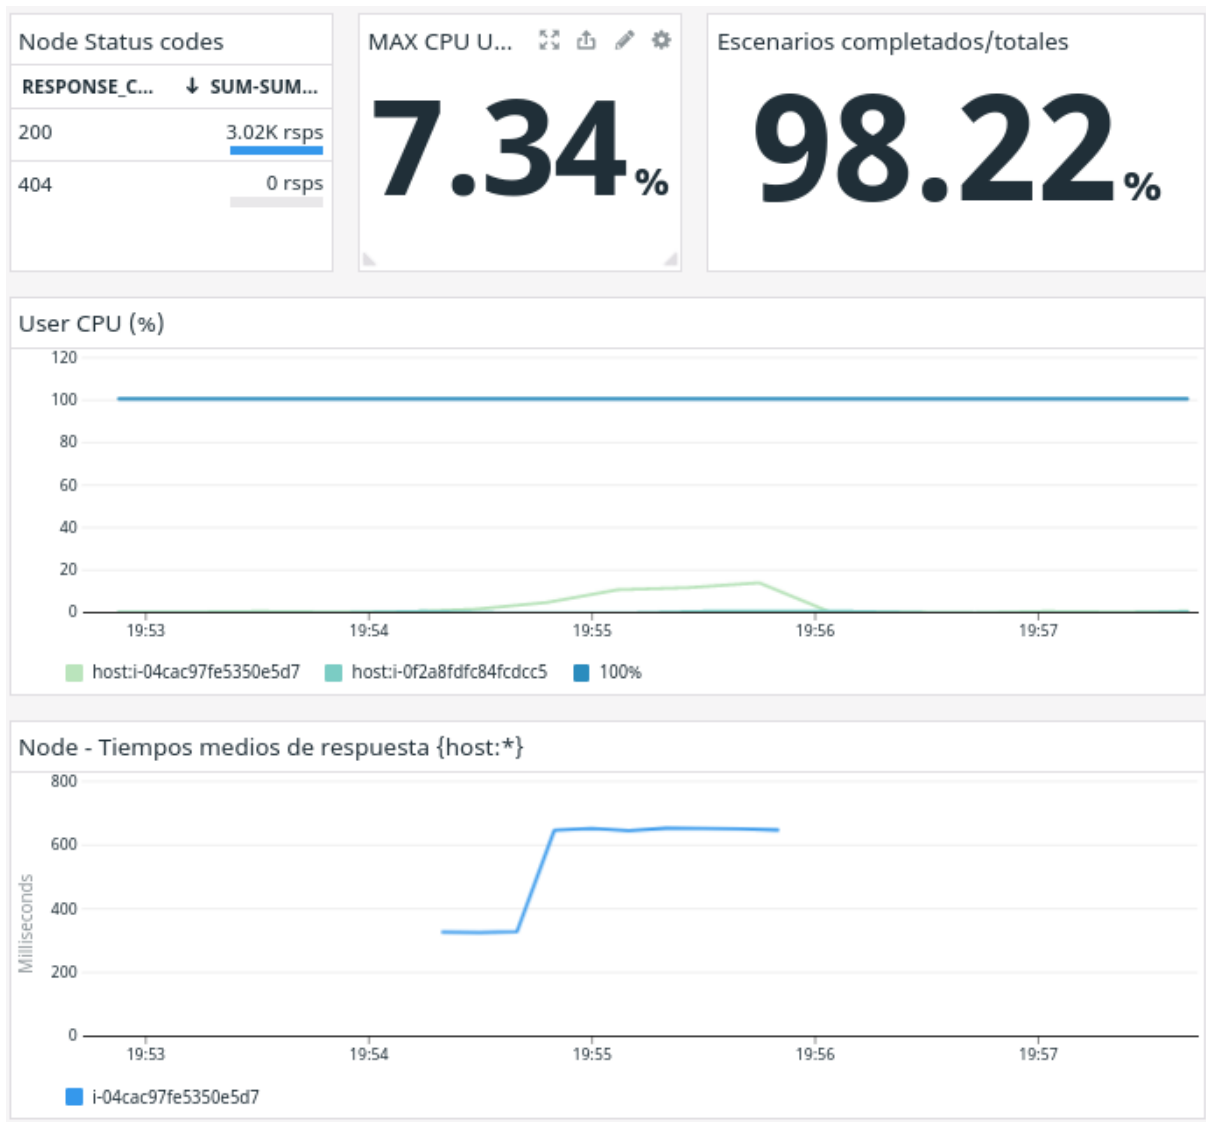 Node Status codes
RESPONSE_C... ↓ SUM-SUM...
200 3.02K rsps
404 0 rsps
MAX CPU U...
7.34%
Escenarios completados/totales
98.22%
User CPU (%)
120
100
80
60
40
20
0
19:53 19:54 19:55 19:56 19:57
host:i-04cac97fe5350e5d7 host:i-0f2a8fdfc84fcdcc5 100%
Node - Tiempos medios de respuesta {host:*}
Milliseconds
800
600
400
200
0
19:53 19:54 19:55 19:56 19:57
i-04cac97fe5350e5d7